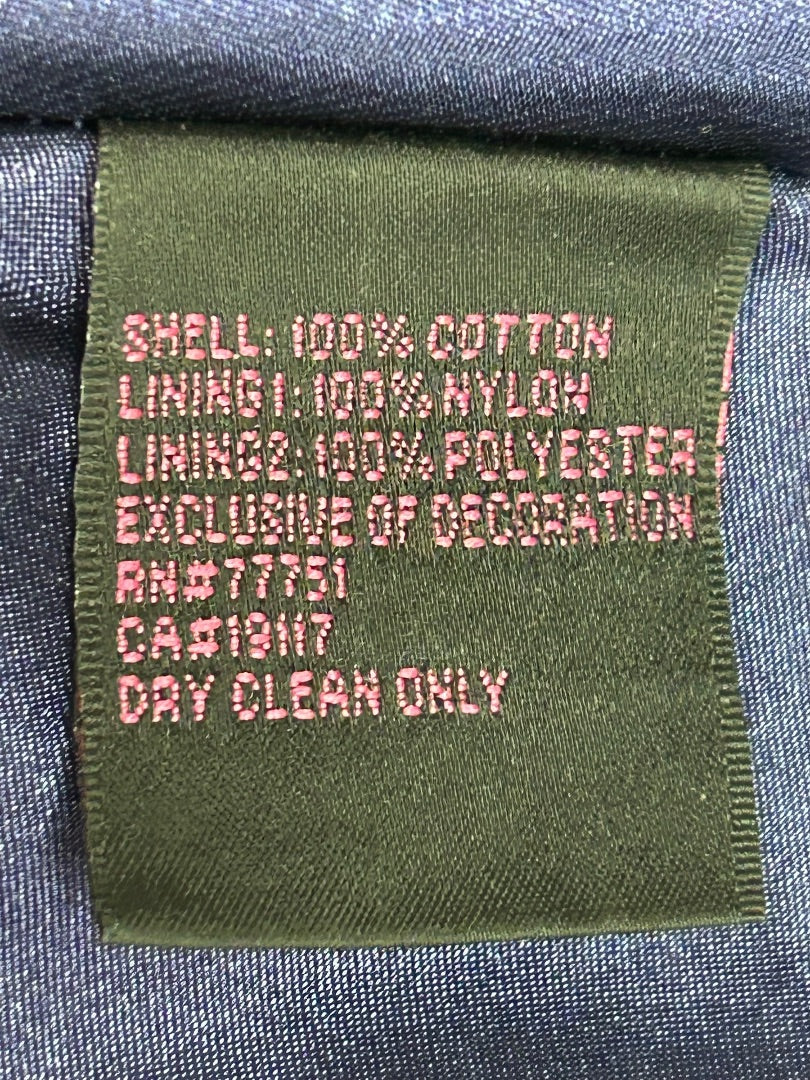 SHELL: 100% COTTON
LINING1: 100% NYLON
LINING2: 100% POLYESTER
EXCLUSIVE OF DECORATION
RN#77751
CA#19117
DRY CLEAN ONLY